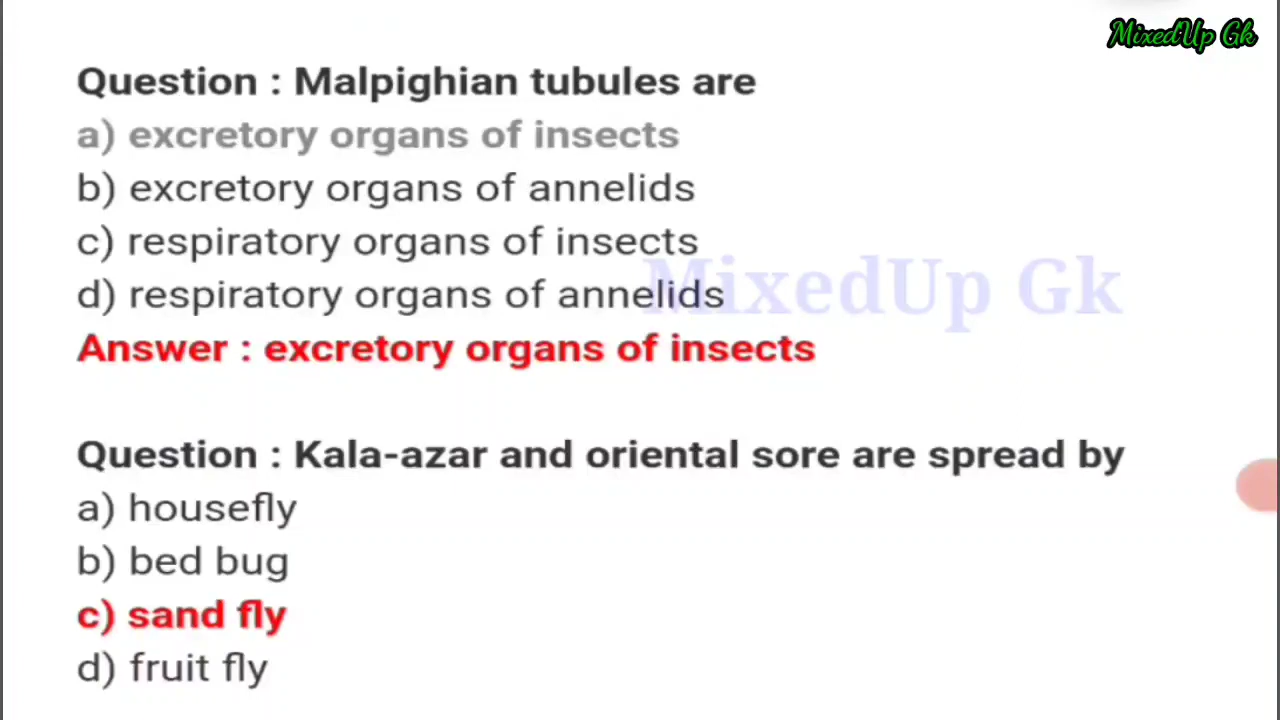 MixedUp Gk
Question : Malpighian tubules are
a) excretory organs of insects
b) excretory organs of annelids
c) respiratory organs of insects
d) respiratory organs of annelids
MixedUp Gk
Answer : excretory organs of insects
Question : Kala-azar and oriental sore are spread by
a) housefly
b) bed bug
c) sand fly
d) fruit fly